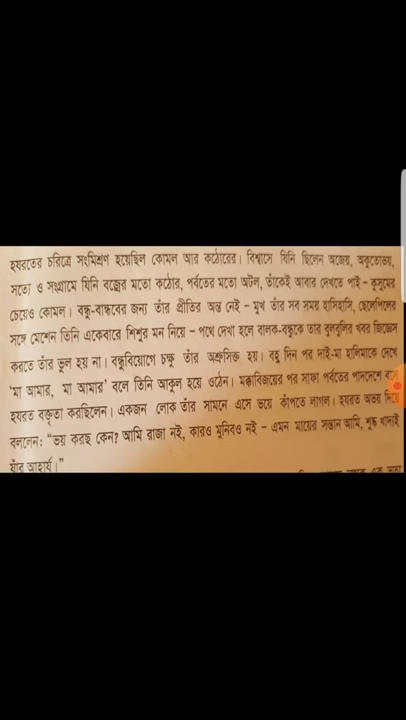 হযরতের চরিত্রে সংমিশ্রণ হয়েছিল কোমল আর কঠোরের। বিশ্বাসে যিনি ছিলেন অজেয়, অকুতোভয়,
সত্যে ও সংগ্রামে যিনি বজ্রের মতো কঠোর, পর্বতের মতো অটল, তাঁকেই আবার দেখতে পাই – কুসুমের
চেয়েও কোমল। বন্ধু-বান্ধবের জন্য তাঁর প্রীতির অন্ত নেই – মুখ তাঁর সব সময় হাসিহাসি, ছেলেপিলের
সঙ্গে মেশেন তিনি একেবারে শিশুর মন নিয়ে – পথে দেখা হলে বালক-বন্ধুকে তার বুলবুলির খবর জিজ্ঞেস
করতে তাঁর ভুল হয় না। বন্ধুবিয়োগে চক্ষু তাঁর অশ্রুসিক্ত হয়। বহু দিন পর দাই-মা হালিমাকে দেখে
'মা আমার, মা আমার' বলে তিনি আকুল হয়ে ওঠেন। মক্কাবিজয়ের পর সাফা পর্বতের পাদদেশে বসে
হযরত বক্তৃতা করছিলেন। একজন লোক তাঁর সামনে এসে ভয়ে কাঁপতে লাগল। হযরত অভয় দিয়ে
বললেন: “ভয় করছ কেন? আমি রাজা নই, কারও মুনিবও নই – এমন মায়ের সন্তান আমি, শুষ্ক খাদ্যই
যাঁর আহার্য।”